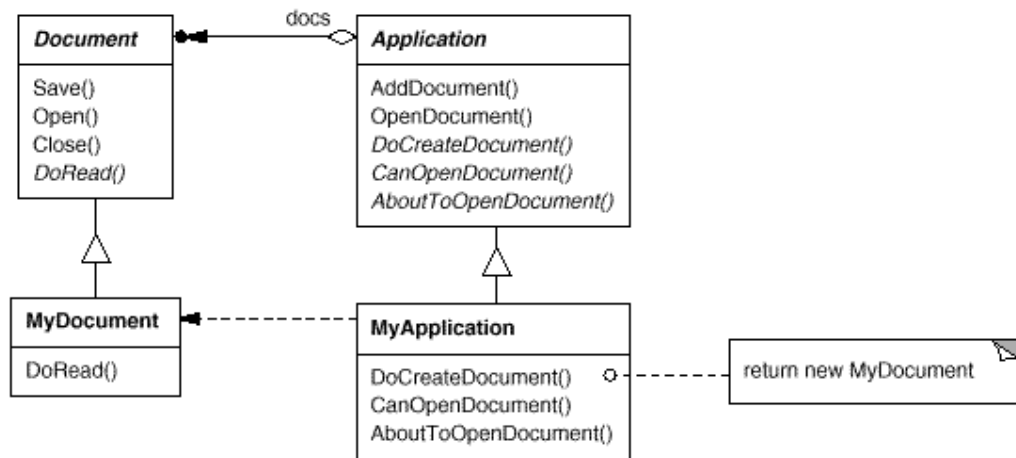 docs
Document
Save()
Open()
Close()
DoRead()
Application
AddDocument()
OpenDocument()
DoCreateDocument()
CanOpenDocument()
AboutToOpenDocument()
MyDocument
DoRead()
MyApplication
DoCreateDocument()
CanOpenDocument()
AboutToOpenDocument()
return new MyDocument